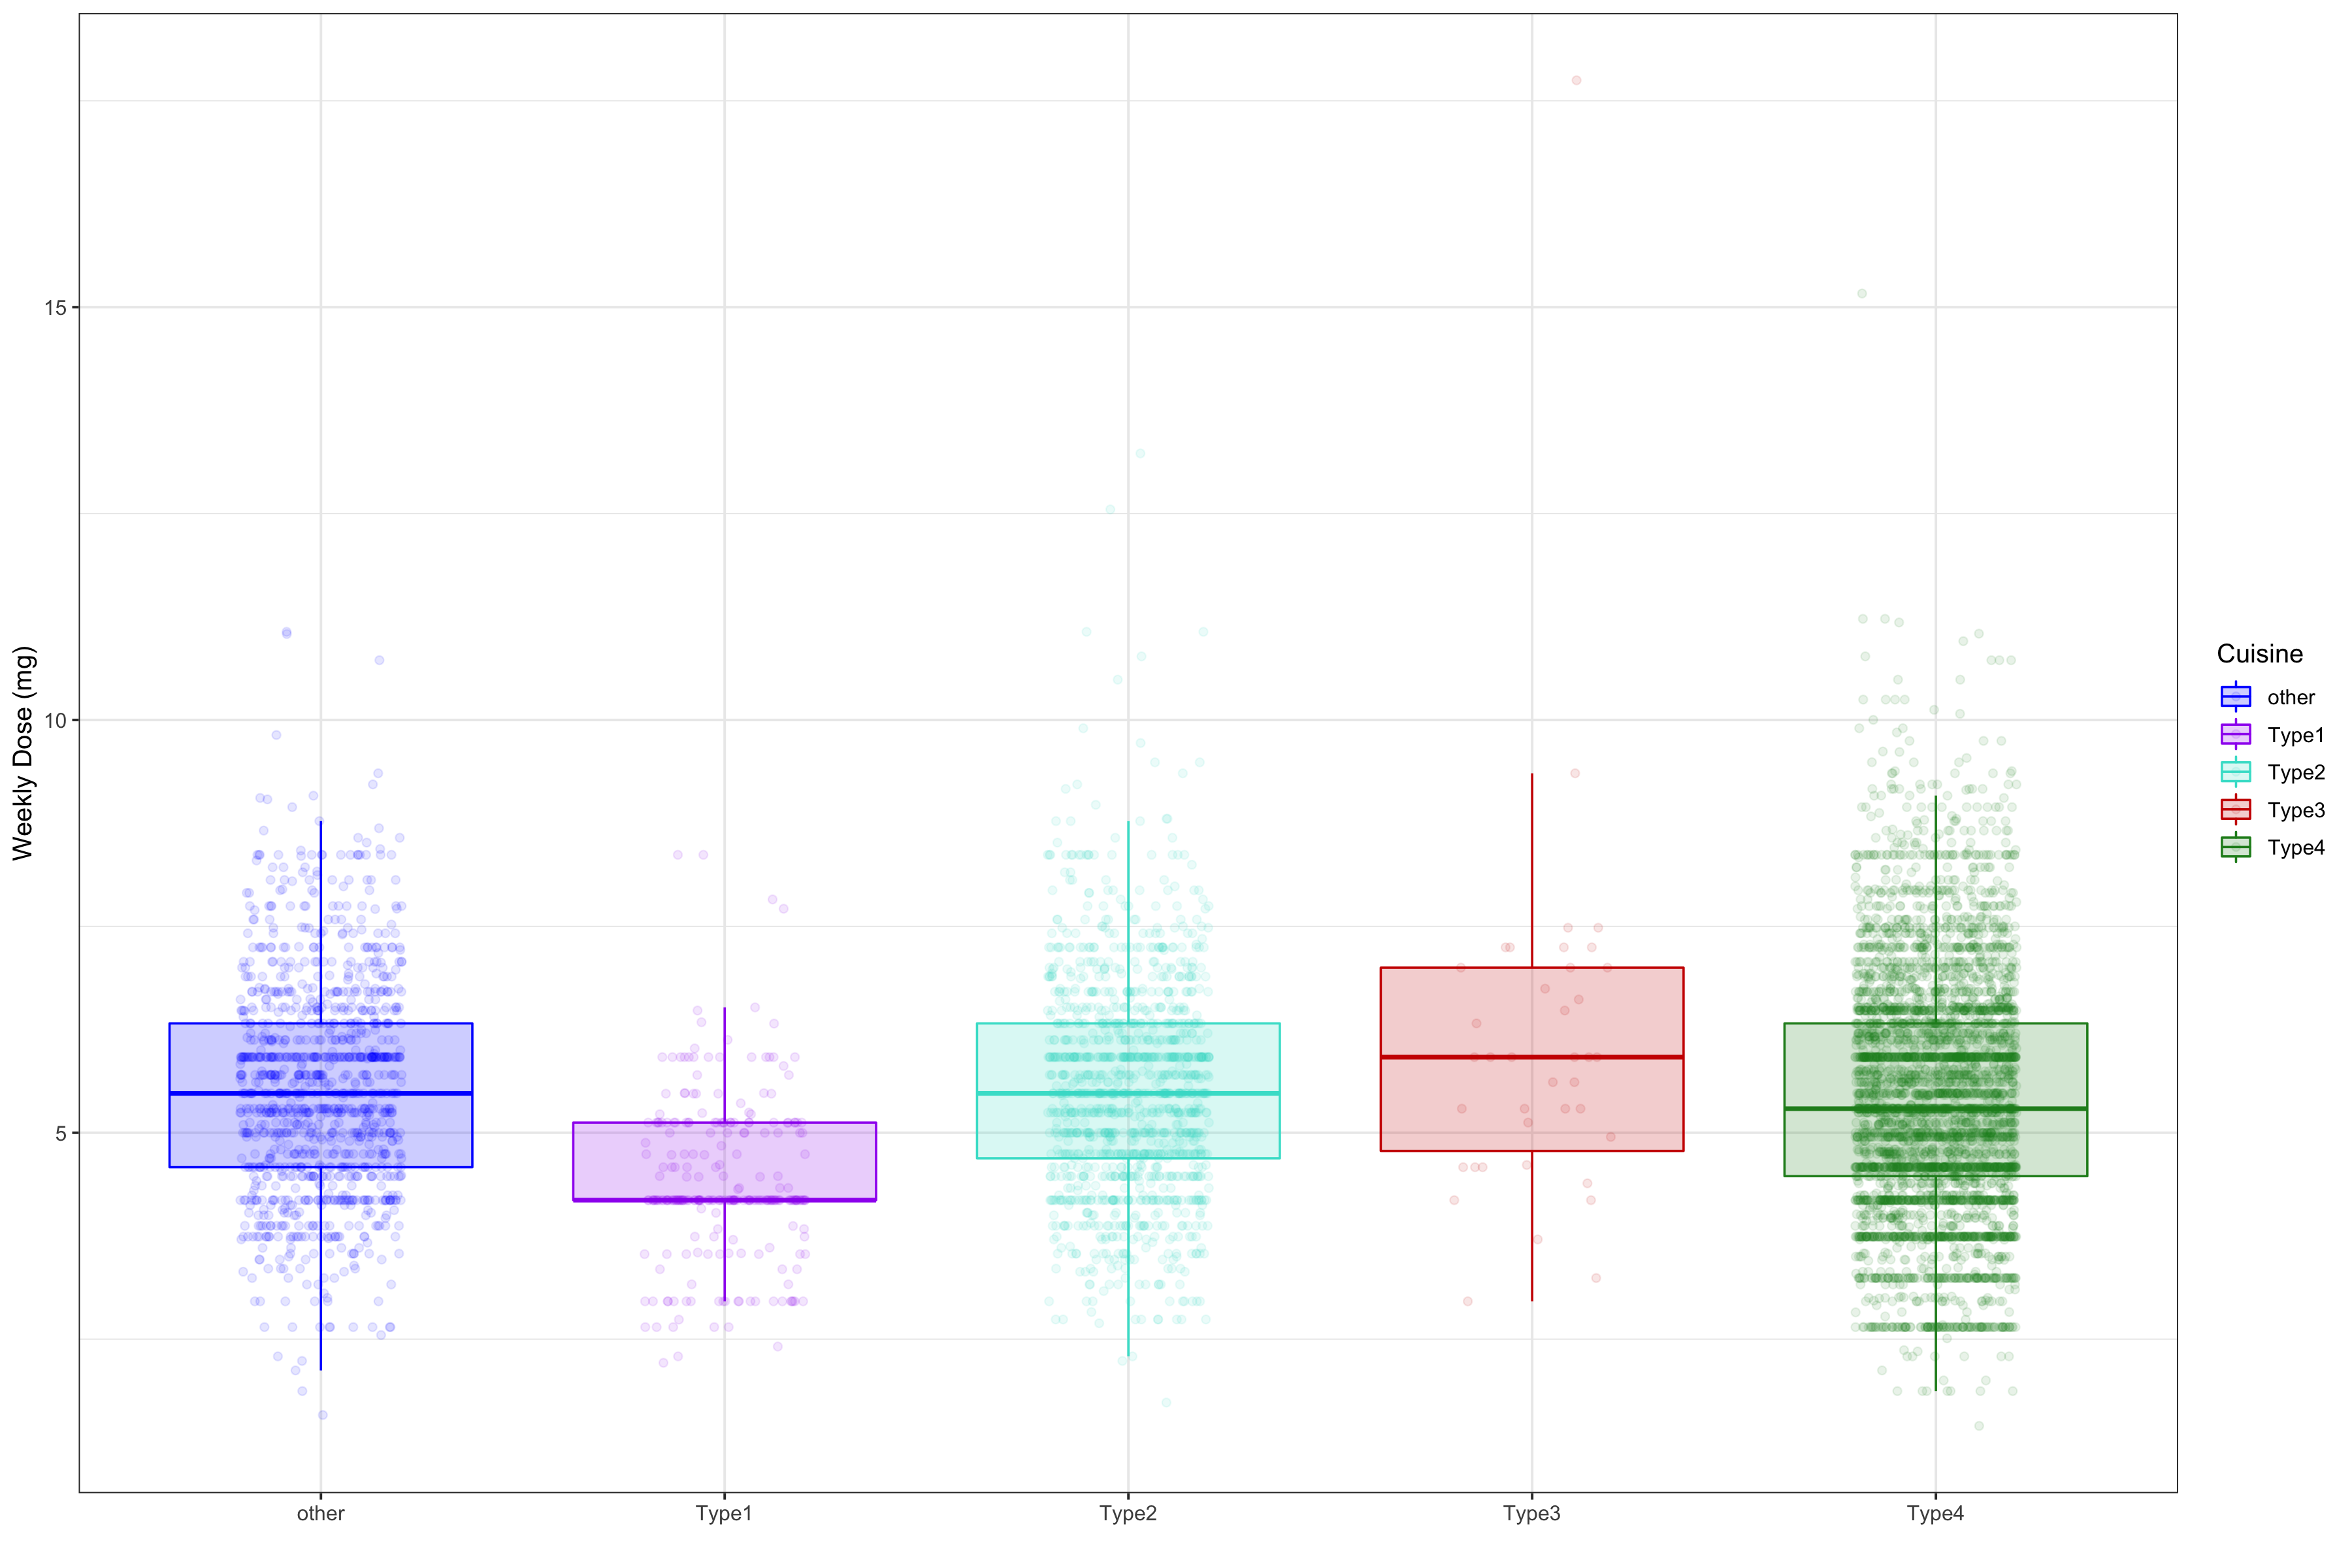 Weekly Dose (mg)
15
10
5
other
Type1
Type2
Type3
Type4
Cuisine
other
Type1
Type2
Type3
Type4